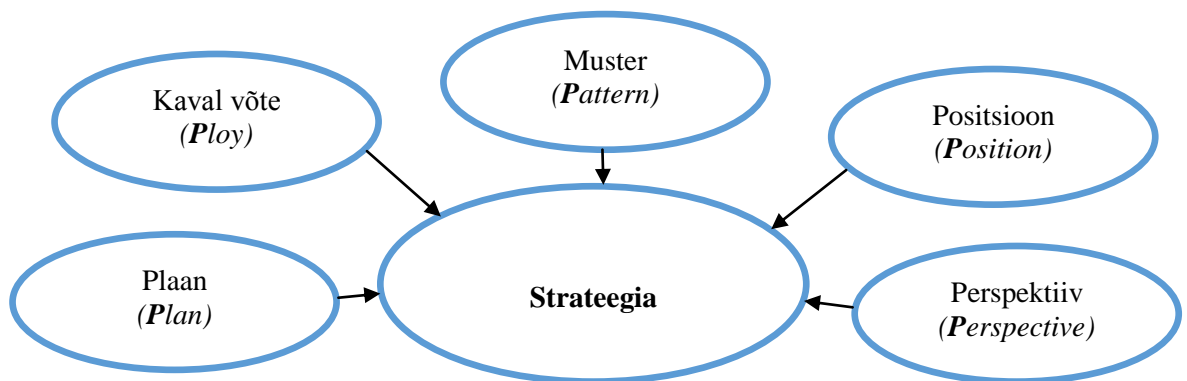 Muster
(Pattern)
Kaval võte
(Ploy)
Positsioon
(Position)
Plaan
(Plan)
Strateegia
Perspektiiv
(Perspective)